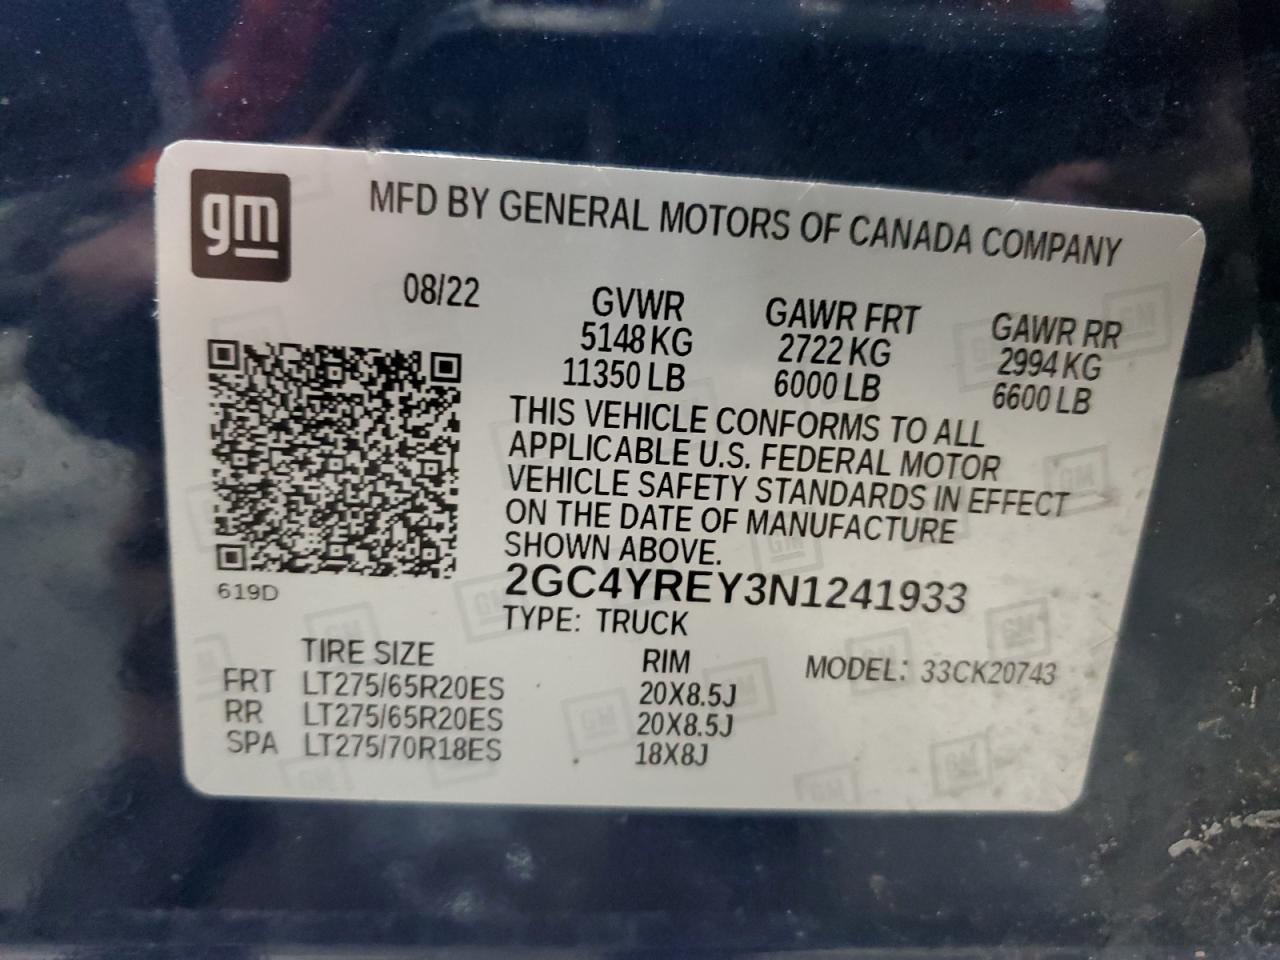 gm
MFD BY GENERAL MOTORS OF CANADA COMPANY
08/22 GVWR GAWR FRT GAWR RR
5148 KG 2722 KG 2994 KG
11350 LB 6000 LB 6600 LB
THIS VEHICLE CONFORMS TO ALL
APPLICABLE U.S. FEDERAL MOTOR
VEHICLE SAFETY STANDARDS IN EFFECT
ON THE DATE OF MANUFACTURE
SHOWN ABOVE.
2GC4YREY3N1241933
619D
TYPE: TRUCK
TIRE SIZE RIM MODEL: 33CK20743
FRT LT275/65R20ES 20X8.5J
RR LT275/65R20ES 20X8.5J
SPA LT275/70R18ES 18X8J